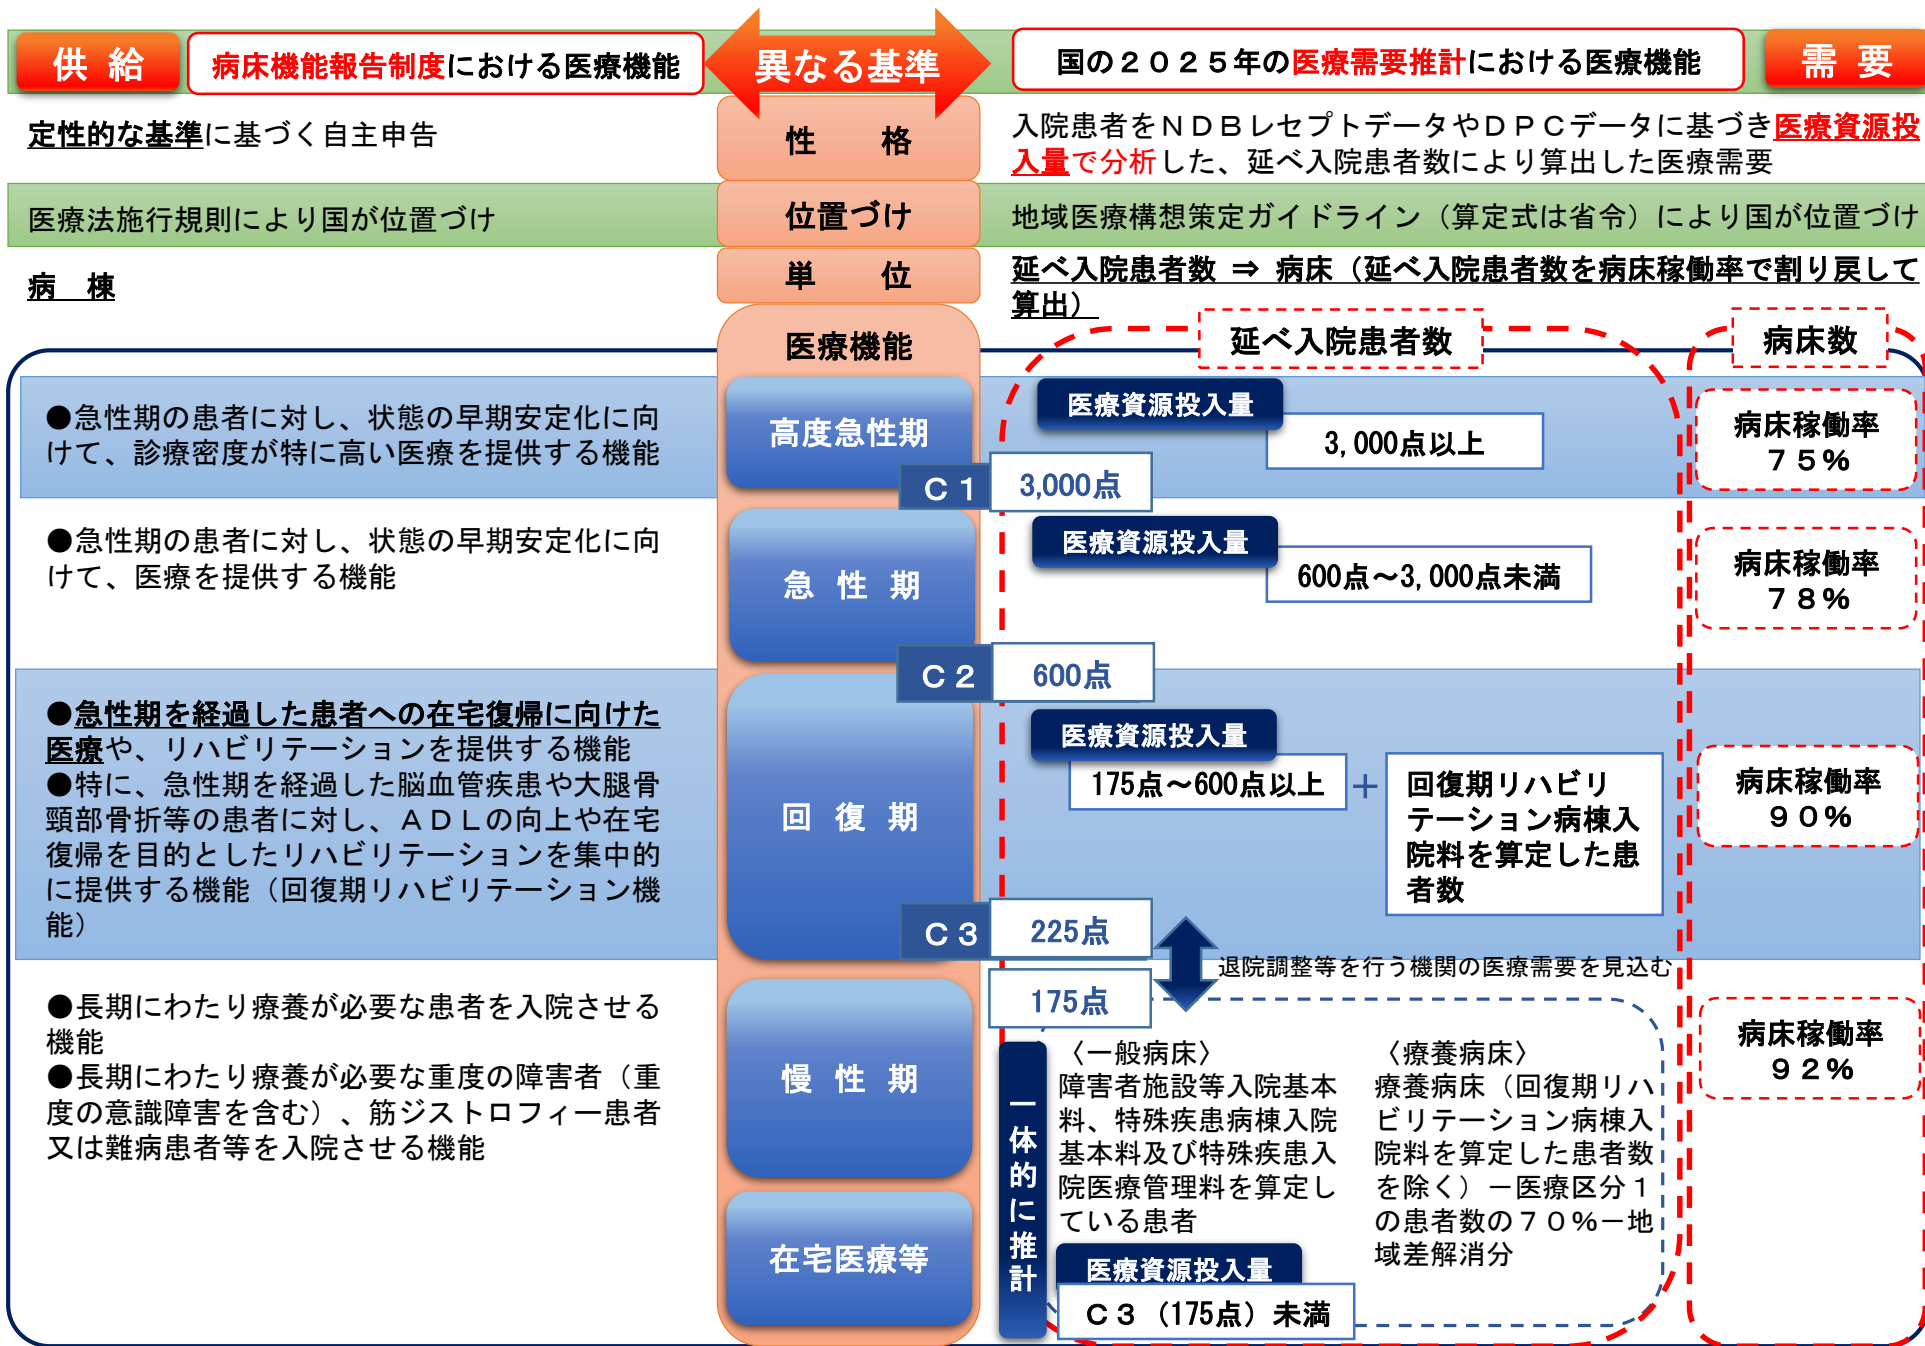 供 給
病床機能報告制度における医療機能
異なる基準
国の２０２５年の医療需要推計における医療機能
需 要
定性的な基準に基づく自主申告
性 格
入院患者をＮＤＢレセプトデータやＤＰＣデータに基づき医療資源投
入量で分析した、延べ入院患者数により算出した医療需要
医療法施行規則により国が位置づけ
位置づけ
地域医療構想策定ガイドライン（算定式は省令）により国が位置づけ
病 棟
単 位
延べ入院患者数 ⇒ 病床（延べ入院患者数を病床稼働率で割り戻して
算出）
医療機能
延べ入院患者数
病床数
●急性期の患者に対し、状態の早期安定化に向
けて、診療密度が特に高い医療を提供する機能
高度急性期
医療資源投入量
3,000点以上
病床稼働率
７５％
Ｃ１
3,000点
●急性期の患者に対し、状態の早期安定化に向
けて、医療を提供する機能
急 性 期
医療資源投入量
600点～3,000点未満
病床稼働率
７８％
Ｃ２
600点
●急性期を経過した患者への在宅復帰に向けた
医療や、リハビリテーションを提供する機能
●特に、急性期を経過した脳血管疾患や大腿骨
頸部骨折等の患者に対し、ＡＤＬの向上や在宅
復帰を目的としたリハビリテーションを集中的
に提供する機能（回復期リハビリテーション機
能）
回 復 期
医療資源投入量
175点～600点以上
＋
回復期リハビリ
テーション病棟入
院料を算定した患
者数
病床稼働率
９０％
Ｃ３
225点
175点
退院調整等を行う機関の医療需要を見込む
●長期にわたり療養が必要な患者を入院させる
機能
●長期にわたり療養が必要な重度の障害者（重
度の意識障害を含む）、筋ジストロフィー患者
又は難病患者等を入院させる機能
慢 性 期
在宅医療等
一体的に推計
〈一般病床〉
障害者施設等入院基本
料、特殊疾患病棟入院
基本料及び特殊疾患入
院医療管理料を算定し
ている患者
〈療養病床〉
療養病床（回復期リハ
ビリテーション病棟入
院料を算定した患者数
を除く）－医療区分１
の患者数の７０％－地
域差解消分
医療資源投入量
Ｃ３（175点）未満
病床稼働率
９２％